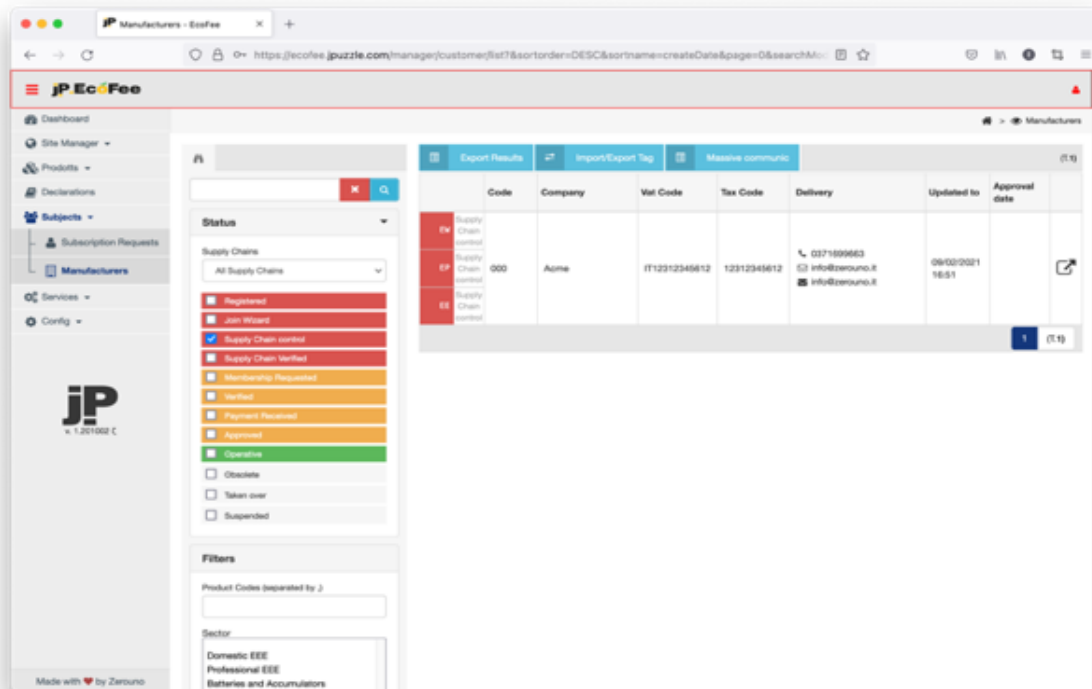 Manufacturers - EcoFee
https://ecofee.jpuzzle.com/manager/customer/list?&sortorder=DESC&sortname=createDate&page=0&searchMo
jP.EcoFee
Dashboard
> Manufacturers
Site Manager
Prodotts
Declarations
Subjects
Subscription Requests
Manufacturers
Services
Config
jP
v. 1.201002 ζ
Made with ❤ by Zerouno
Status
Supply Chains
All Supply Chains
Registered
Join Wizard
Supply Chain control
Supply Chain Verified
Membership Requested
Verified
Payment Received
Approved
Operative
Obsolete
Taken over
Suspended
Filters
Product Codes (separated by ,)
Sector
Domestic EEE
Professional EEE
Batteries and Accumulators
Export Results Import/Export Tag Massive communic (T.1)
Code Company Vat Code Tax Code Delivery Updated to Approval date
EW Supply Chain control
EP Supply Chain control
EE Supply Chain control
000 Acme IT12312345612 12312345612
0371699663
info@zerouno.it
info@zerouno.it
09/02/2021
16:51
1 (T.1)